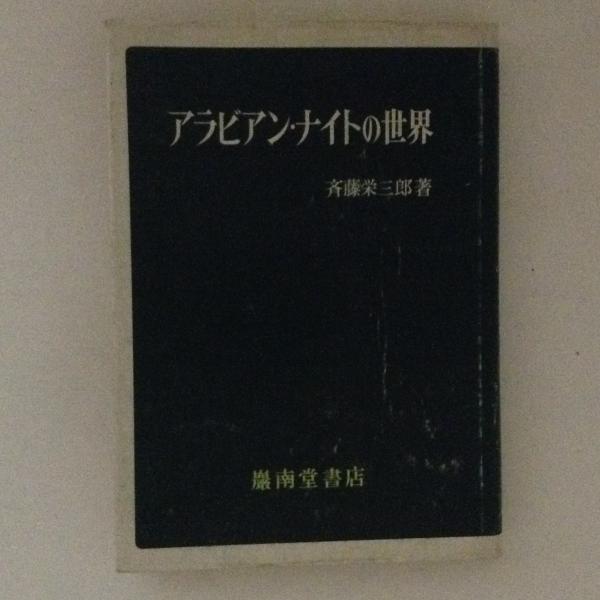 アラビアン・ナイトの世界
斉藤栄三郎著
巖南堂書店